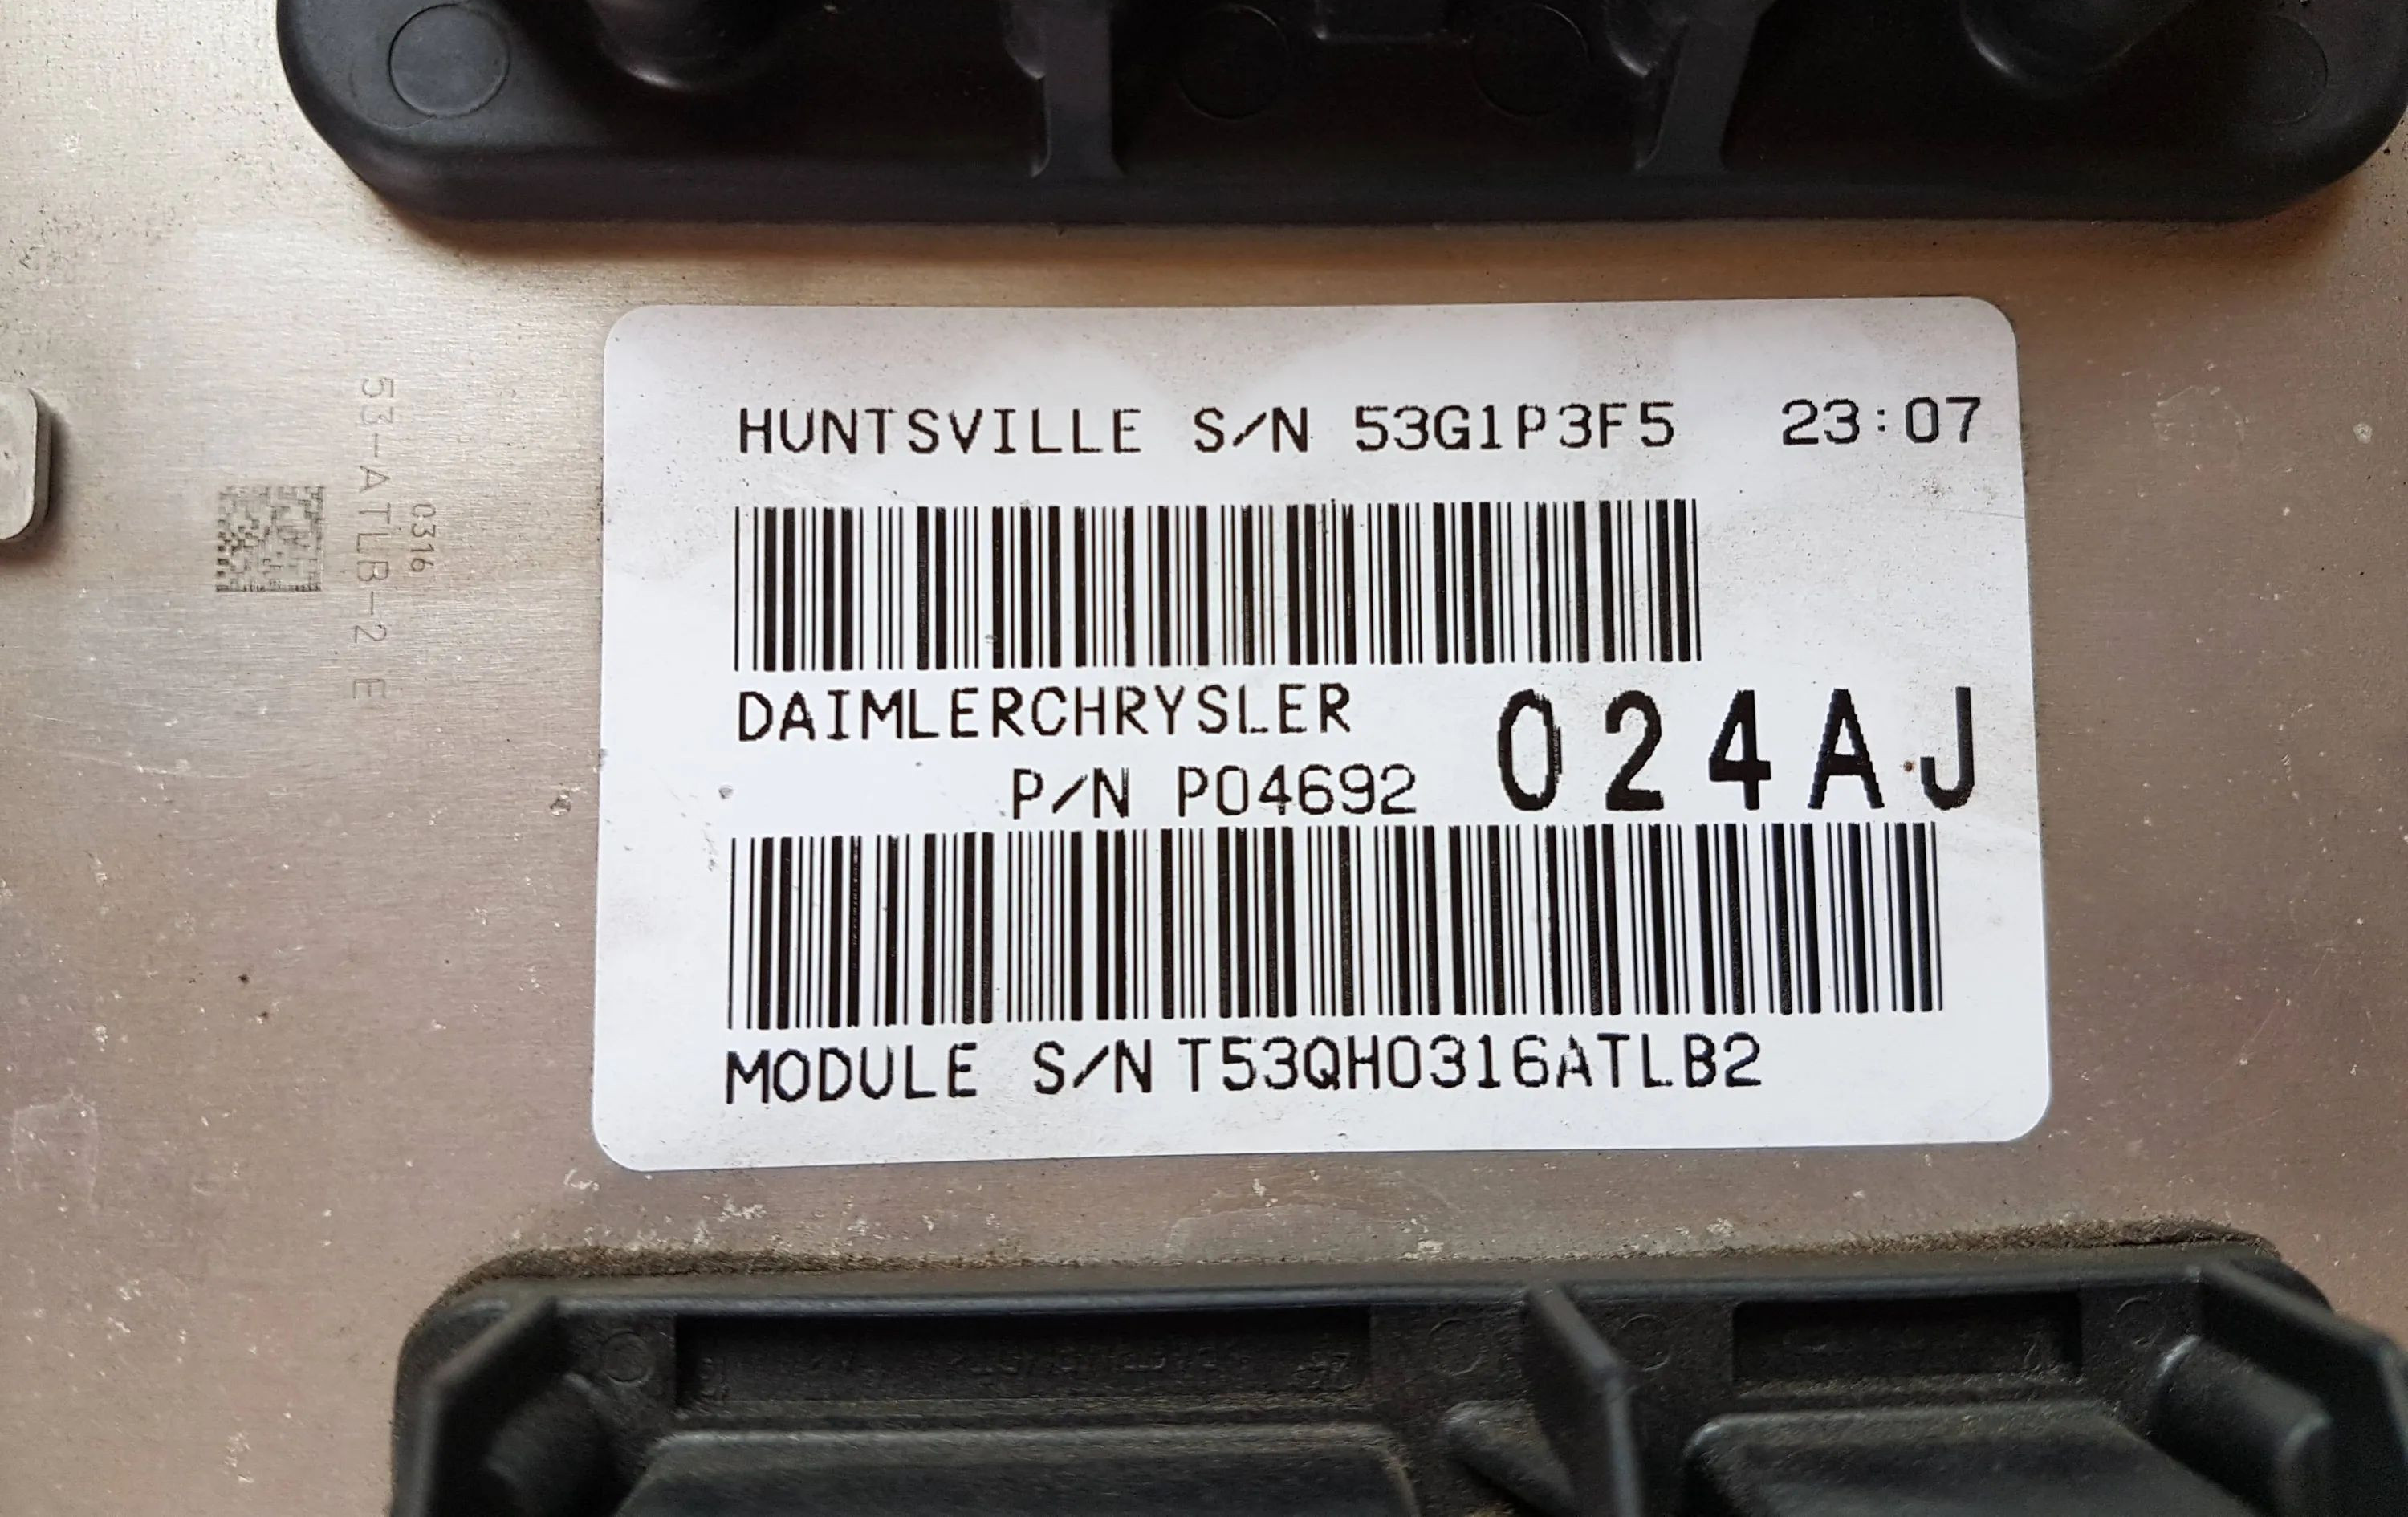 HUNTSVILLE S/N 53G1P3F5 23:07
DAIMLERCHRYSLER
P/N P04692 024AJ
MODULE S/N T53QH0316ATLB2
0316
53-ATLB-2 E